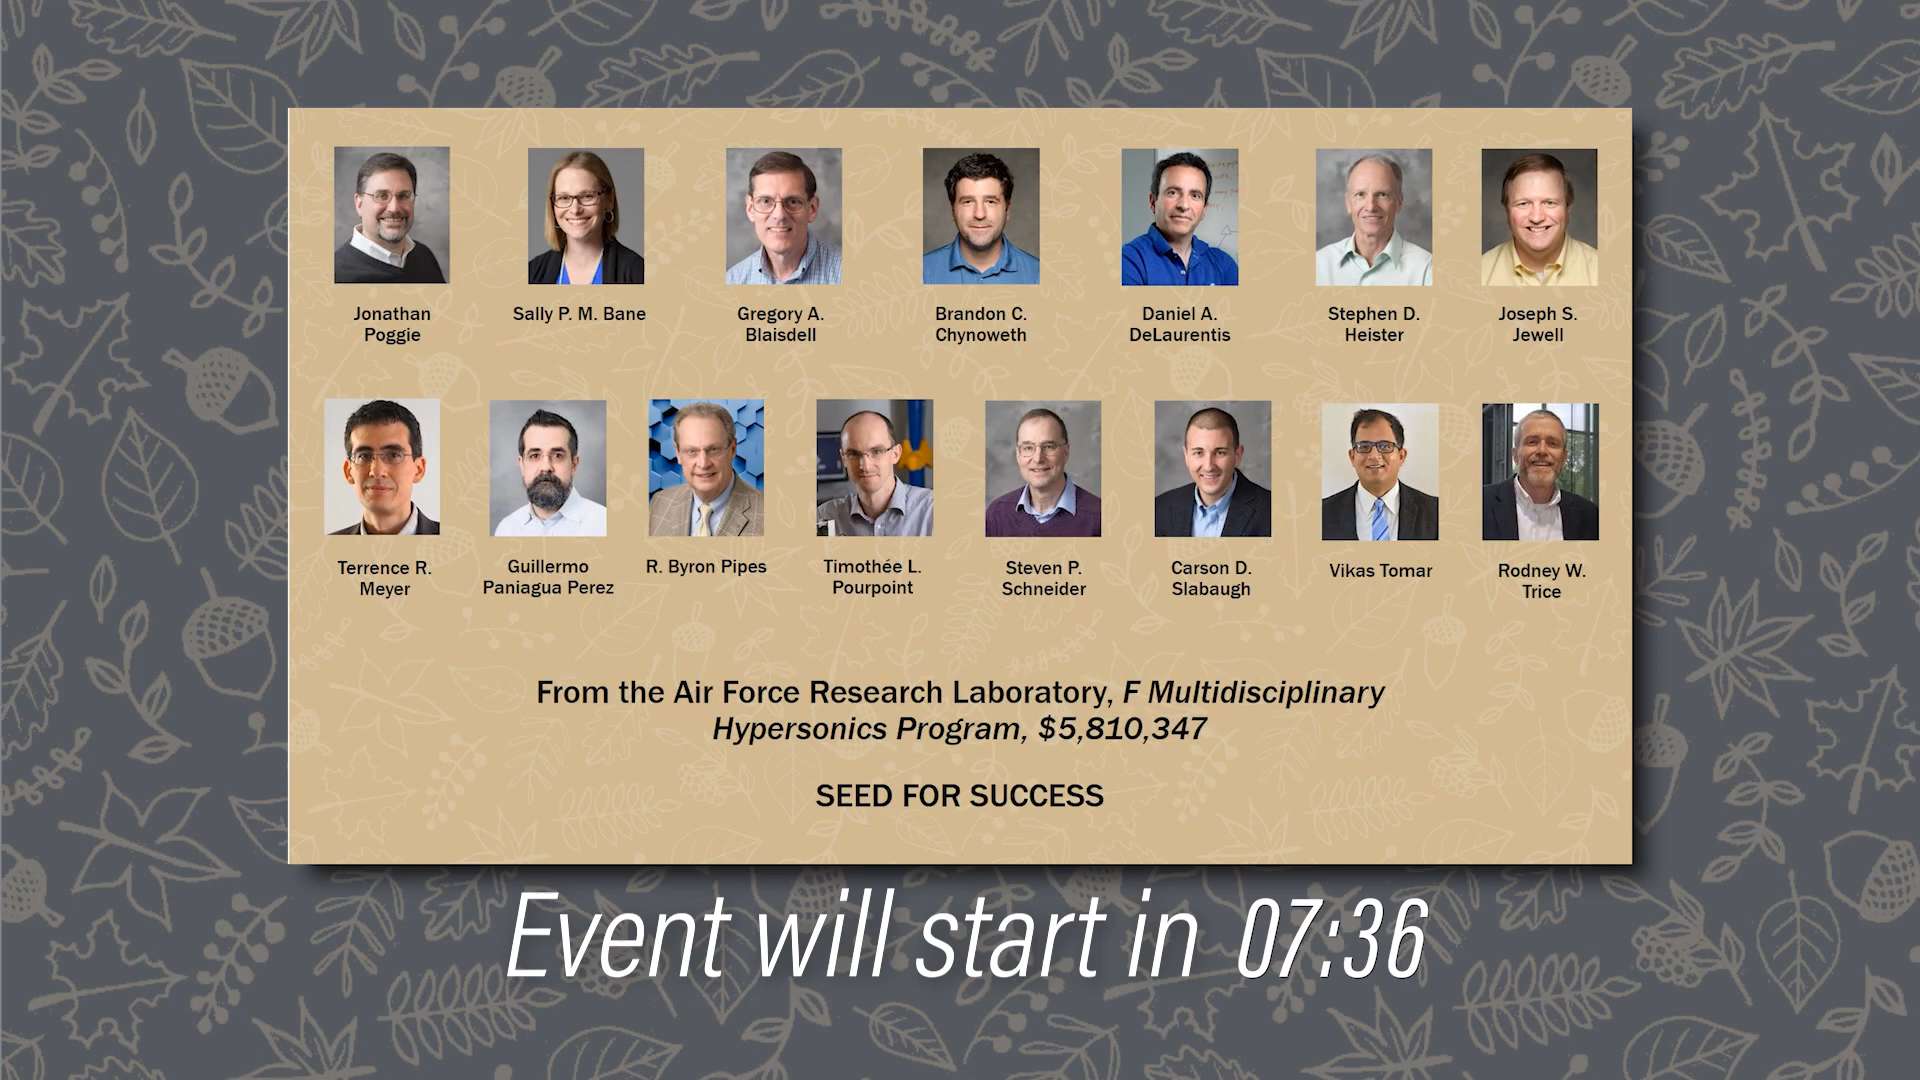 Jonathan
Poggie
Sally P. M. Bane
Gregory A.
Blaisdell
Brandon C.
Chynoweth
Daniel A.
DeLaurentis
Stephen D.
Heister
Joseph S.
Jewell
Terrence R.
Meyer
Guillermo
Paniagua Perez
R. Byron Pipes
Timothée L.
Pourpoint
Steven P.
Schneider
Carson D.
Slabaugh
Vikas Tomar
Rodney W.
Trice
From the Air Force Research Laboratory, F Multidisciplinary
Hypersonics Program, $5,810,347
SEED FOR SUCCESS
Event will start in 07:36